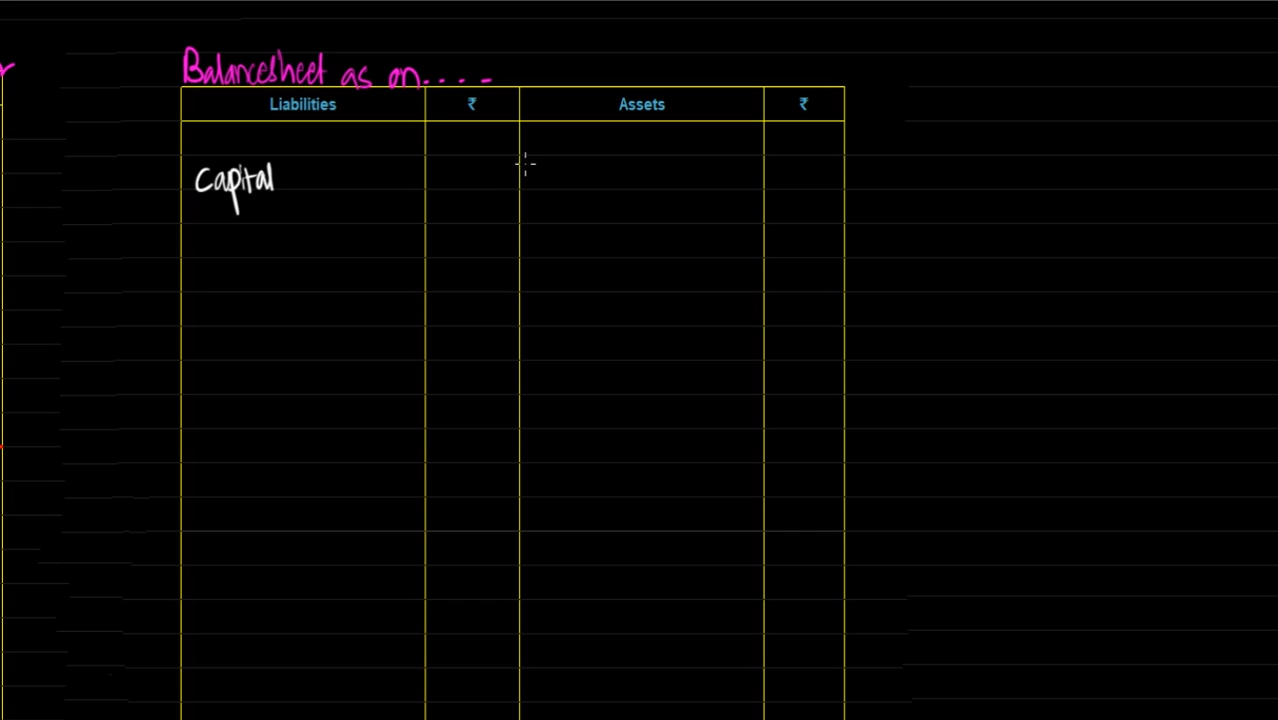 Balancesheet as on....-
Liabilities ₹ Assets ₹
Capital